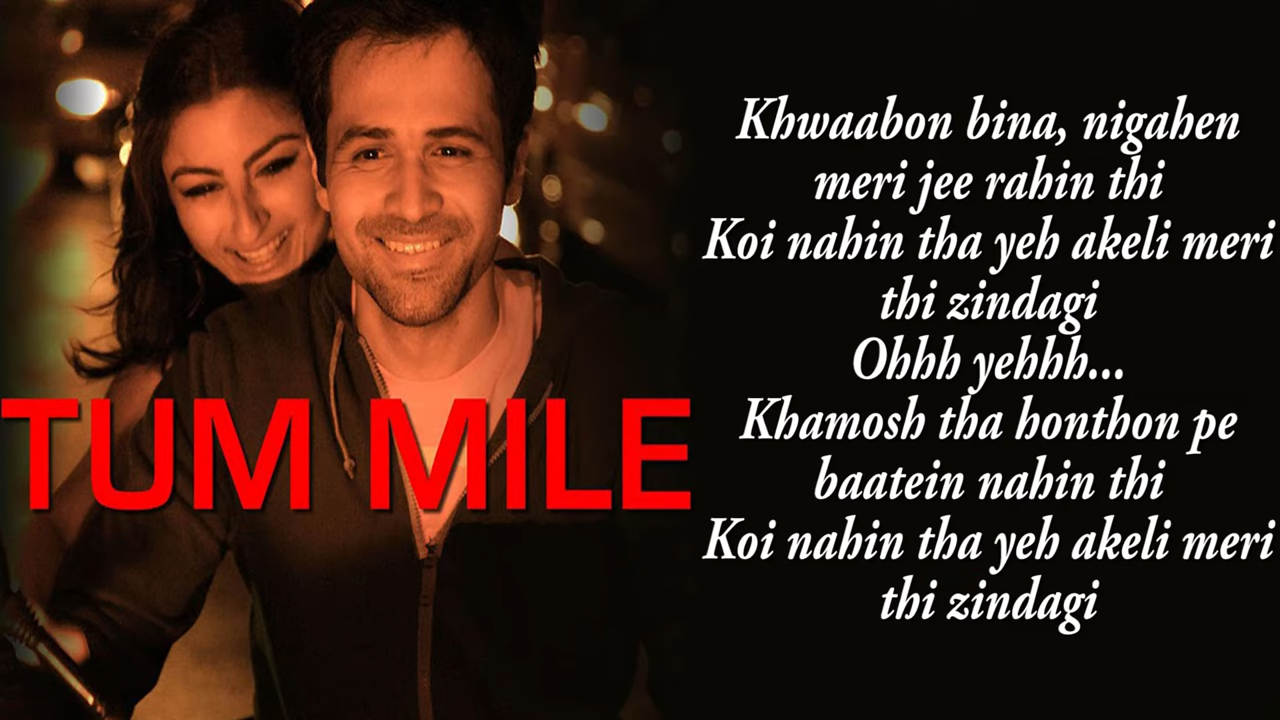 TUM MILE
Khwaabon bina, nigahen
meri jee rahin thi
Koi nahin tha yeh akeli meri
thi zindagi
Ohhh yehhh...
Khamosh tha honthon pe
baatein nahin thi
Koi nahin tha yeh akeli meri
thi zindagi